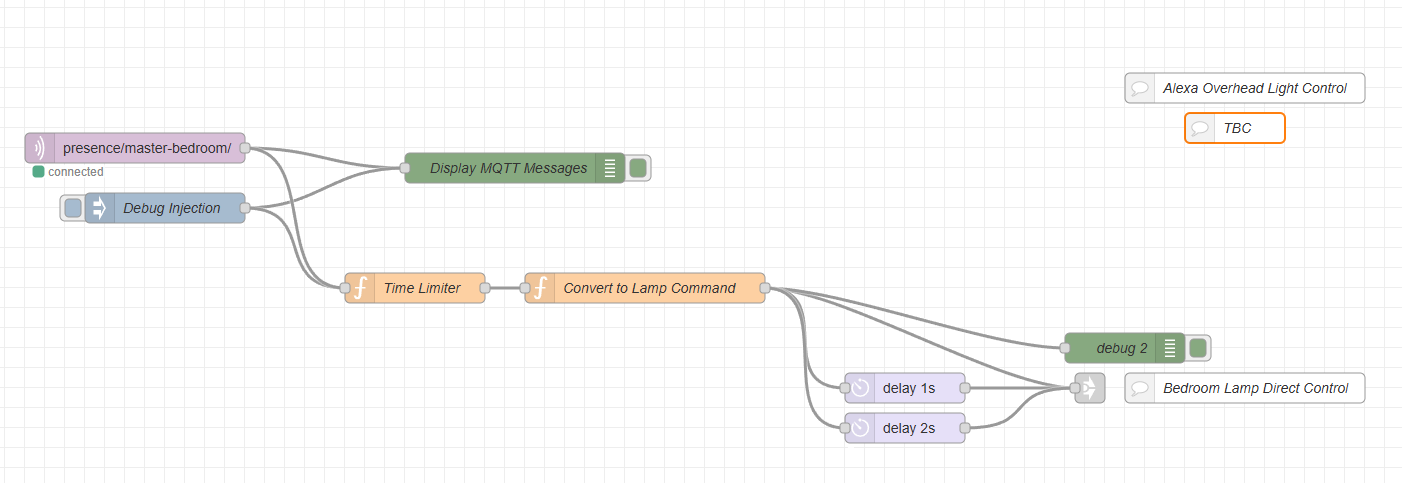 Alexa Overhead Light Control
TBC
presence/master-bedroom/
connected
Display MQTT Messages
Debug Injection
Time Limiter
Convert to Lamp Command
debug 2
delay 1s
Bedroom Lamp Direct Control
delay 2s